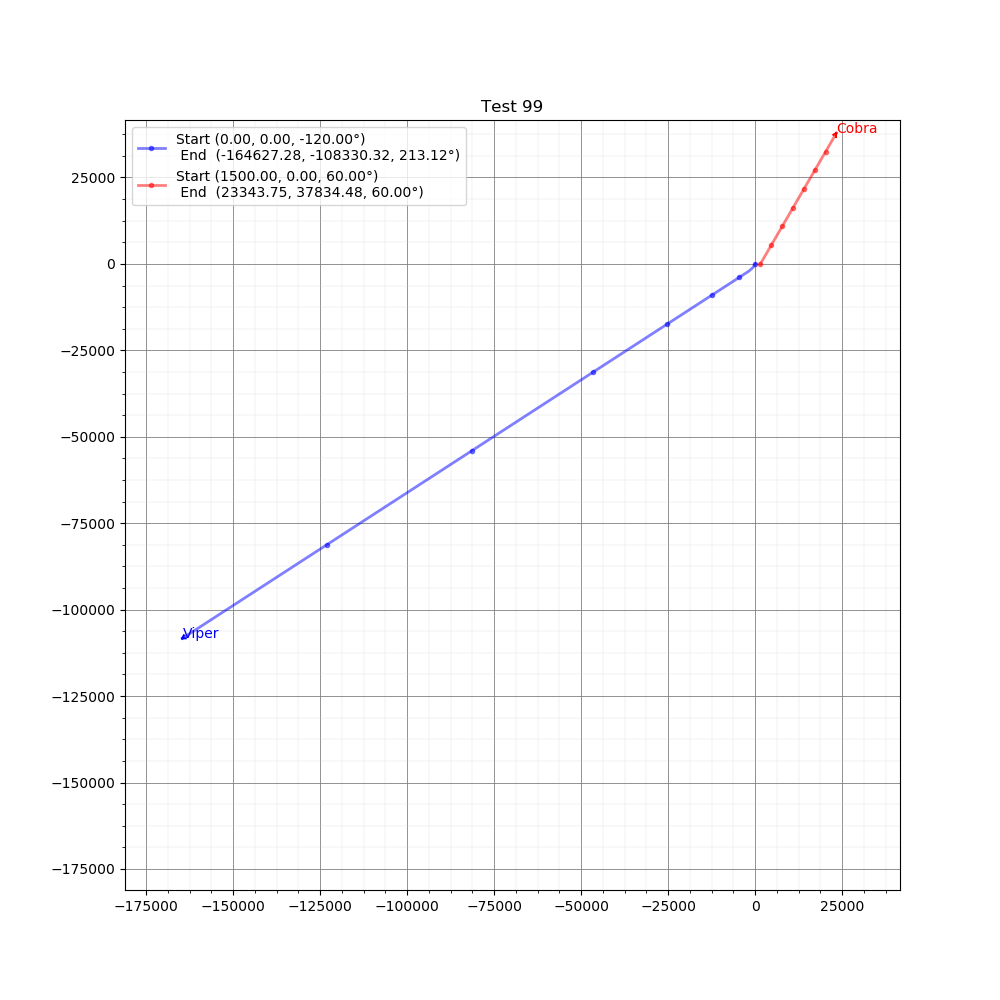 Test 99
Start (0.00, 0.00, -120.00°)
End (-164627.28, -108330.32, 213.12°)
Start (1500.00, 0.00, 60.00°)
End (23343.75, 37834.48, 60.00°)
Cobra
Viper
25000
0
−25000
−50000
−75000
−100000
−125000
−150000
−175000
−175000 −150000 −125000 −100000 −75000 −50000 −25000 0 25000